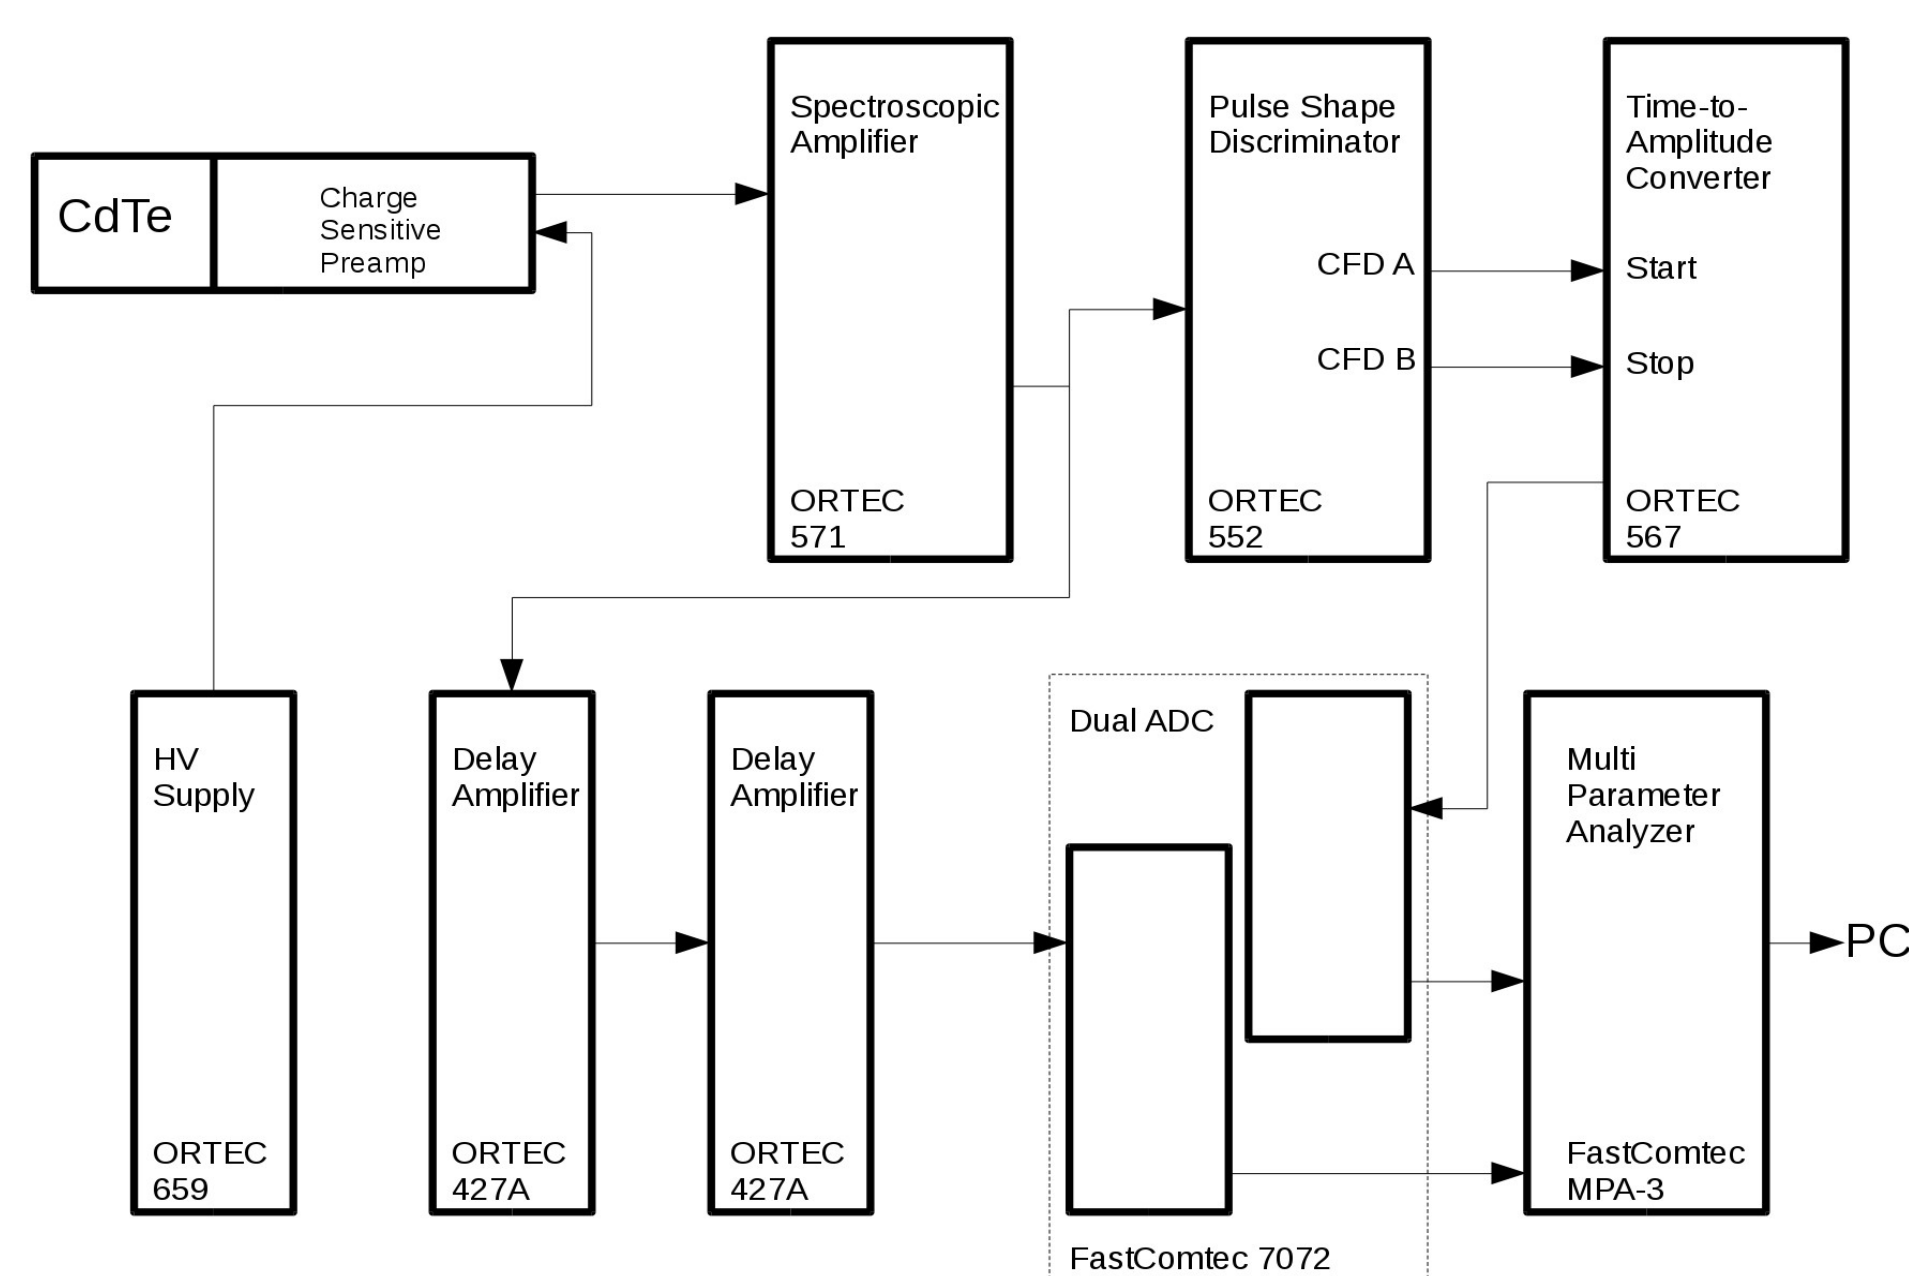 Spectroscopic
Amplifier
ORTEC
571
Pulse Shape
Discriminator
CFD A
CFD B
ORTEC
552
Time-to-
Amplitude
Converter
Start
Stop
ORTEC
567
CdTe
Charge
Sensitive
Preamp
HV
Supply
ORTEC
659
Delay
Amplifier
ORTEC
427A
Delay
Amplifier
ORTEC
427A
Dual ADC
FastComtec 7072
Multi
Parameter
Analyzer
FastComtec
MPA-3
PC